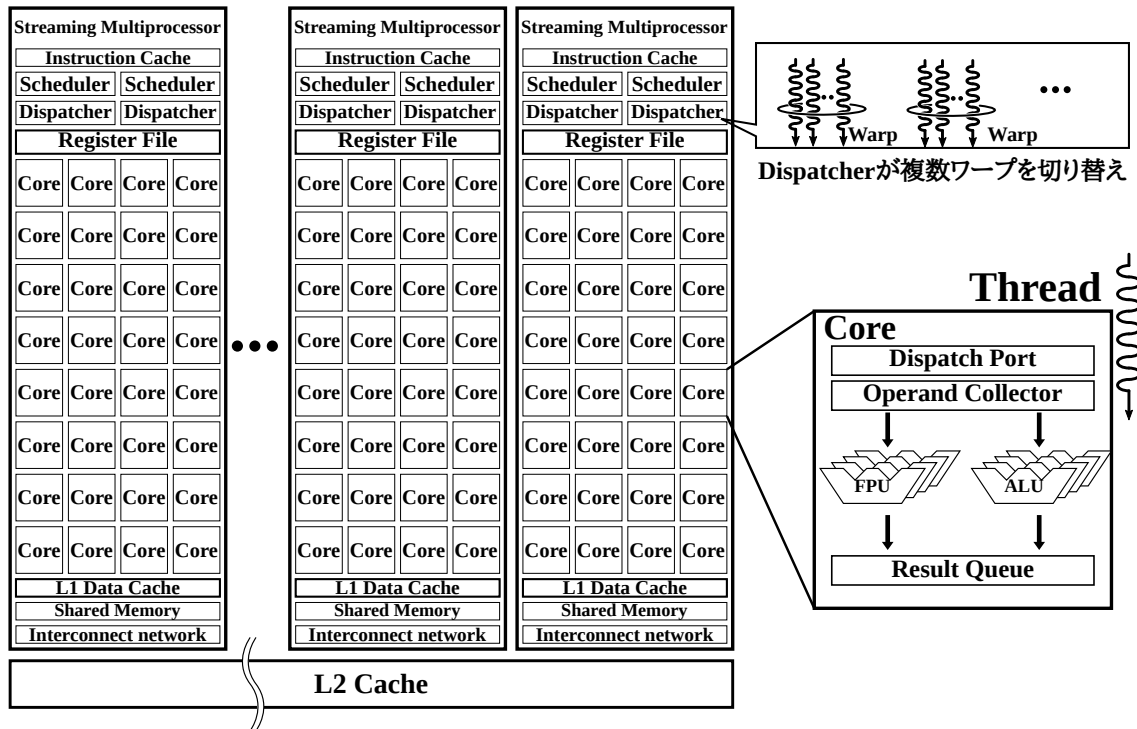 Streaming Multiprocessor
Instruction Cache
Scheduler Scheduler
Dispatcher Dispatcher
Register File
Core Core Core Core
Core Core Core Core
Core Core Core Core
Core Core Core Core
Core Core Core Core
Core Core Core Core
Core Core Core Core
Core Core Core Core
L1 Data Cache
Shared Memory
Interconnect network
•••
Streaming Multiprocessor
Instruction Cache
Scheduler Scheduler
Dispatcher Dispatcher
Register File
Core Core Core Core
Core Core Core Core
Core Core Core Core
Core Core Core Core
Core Core Core Core
Core Core Core Core
Core Core Core Core
Core Core Core Core
L1 Data Cache
Shared Memory
Interconnect network
Streaming Multiprocessor
Instruction Cache
Scheduler Scheduler
Dispatcher Dispatcher
Register File
Core Core Core Core
Core Core Core Core
Core Core Core Core
Core Core Core Core
Core Core Core Core
Core Core Core Core
Core Core Core Core
Core Core Core Core
L1 Data Cache
Shared Memory
Interconnect network
L2 Cache
.. .. ...
Warp Warp
Dispatcherが複数ワープを切り替え
Thread
Core
Dispatch Port
Operand Collector
FPU ALU
Result Queue